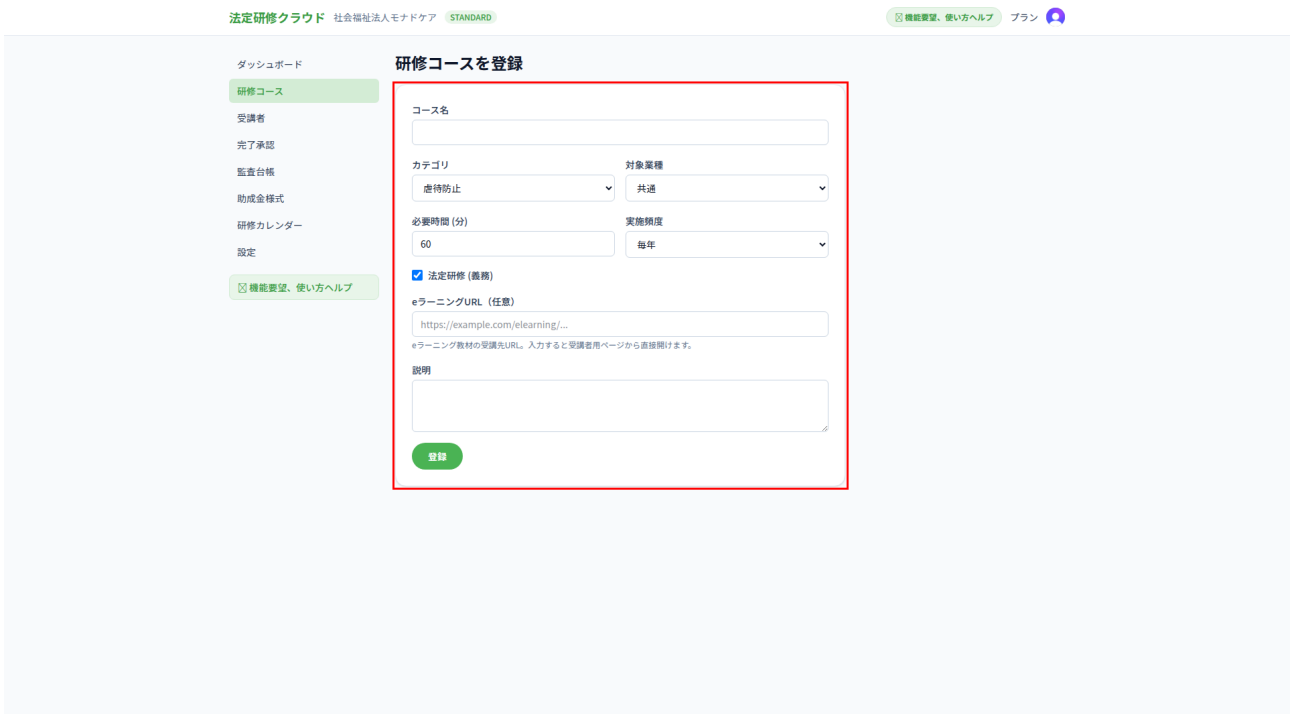 法定研修クラウド 社会福祉法人モナドケア STANDARD 機能要望、使い方ヘルプ プラン
ダッシュボード
研修コース
受講者
完了承認
監査台帳
助成金様式
研修カレンダー
設定
機能要望、使い方ヘルプ
研修コースを登録
コース名
カテゴリ 対象業種
虐待防止 共通
必要時間 (分) 実施頻度
60 毎年
法定研修 (義務)
eラーニングURL（任意）
https://example.com/elearning/...
eラーニング教材の受講先URL。入力すると受講者用ページから直接開けます。
説明
登録